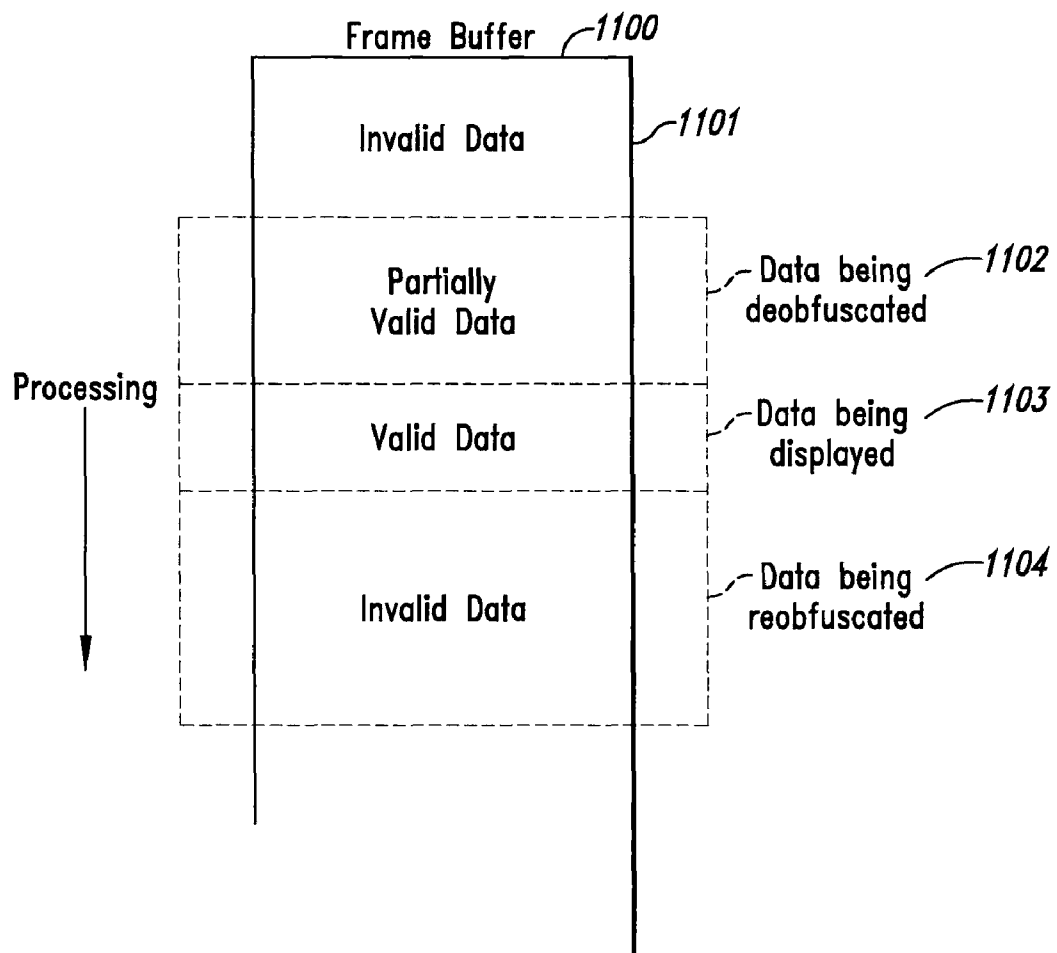 Frame Buffer 1100
Invalid Data
1101
Partially
Valid Data
Data being
deobfuscated
1102
Processing
Valid Data
Data being
displayed
1103
Invalid Data
Data being
reobfuscated
1104